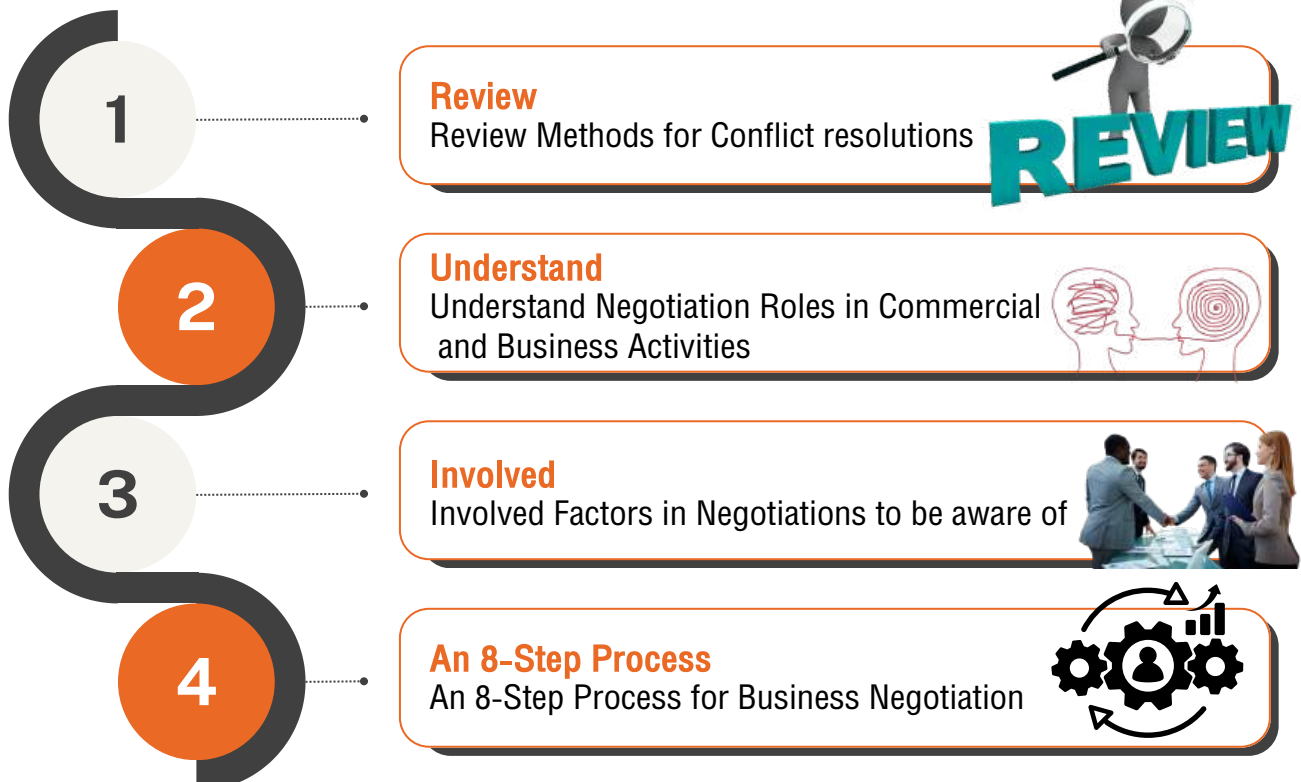 1
Review
Review Methods for Conflict resolutions
REVIEW
2
Understand
Understand Negotiation Roles in Commercial
and Business Activities
3
Involved
Involved Factors in Negotiations to be aware of
4
An 8-Step Process
An 8-Step Process for Business Negotiation